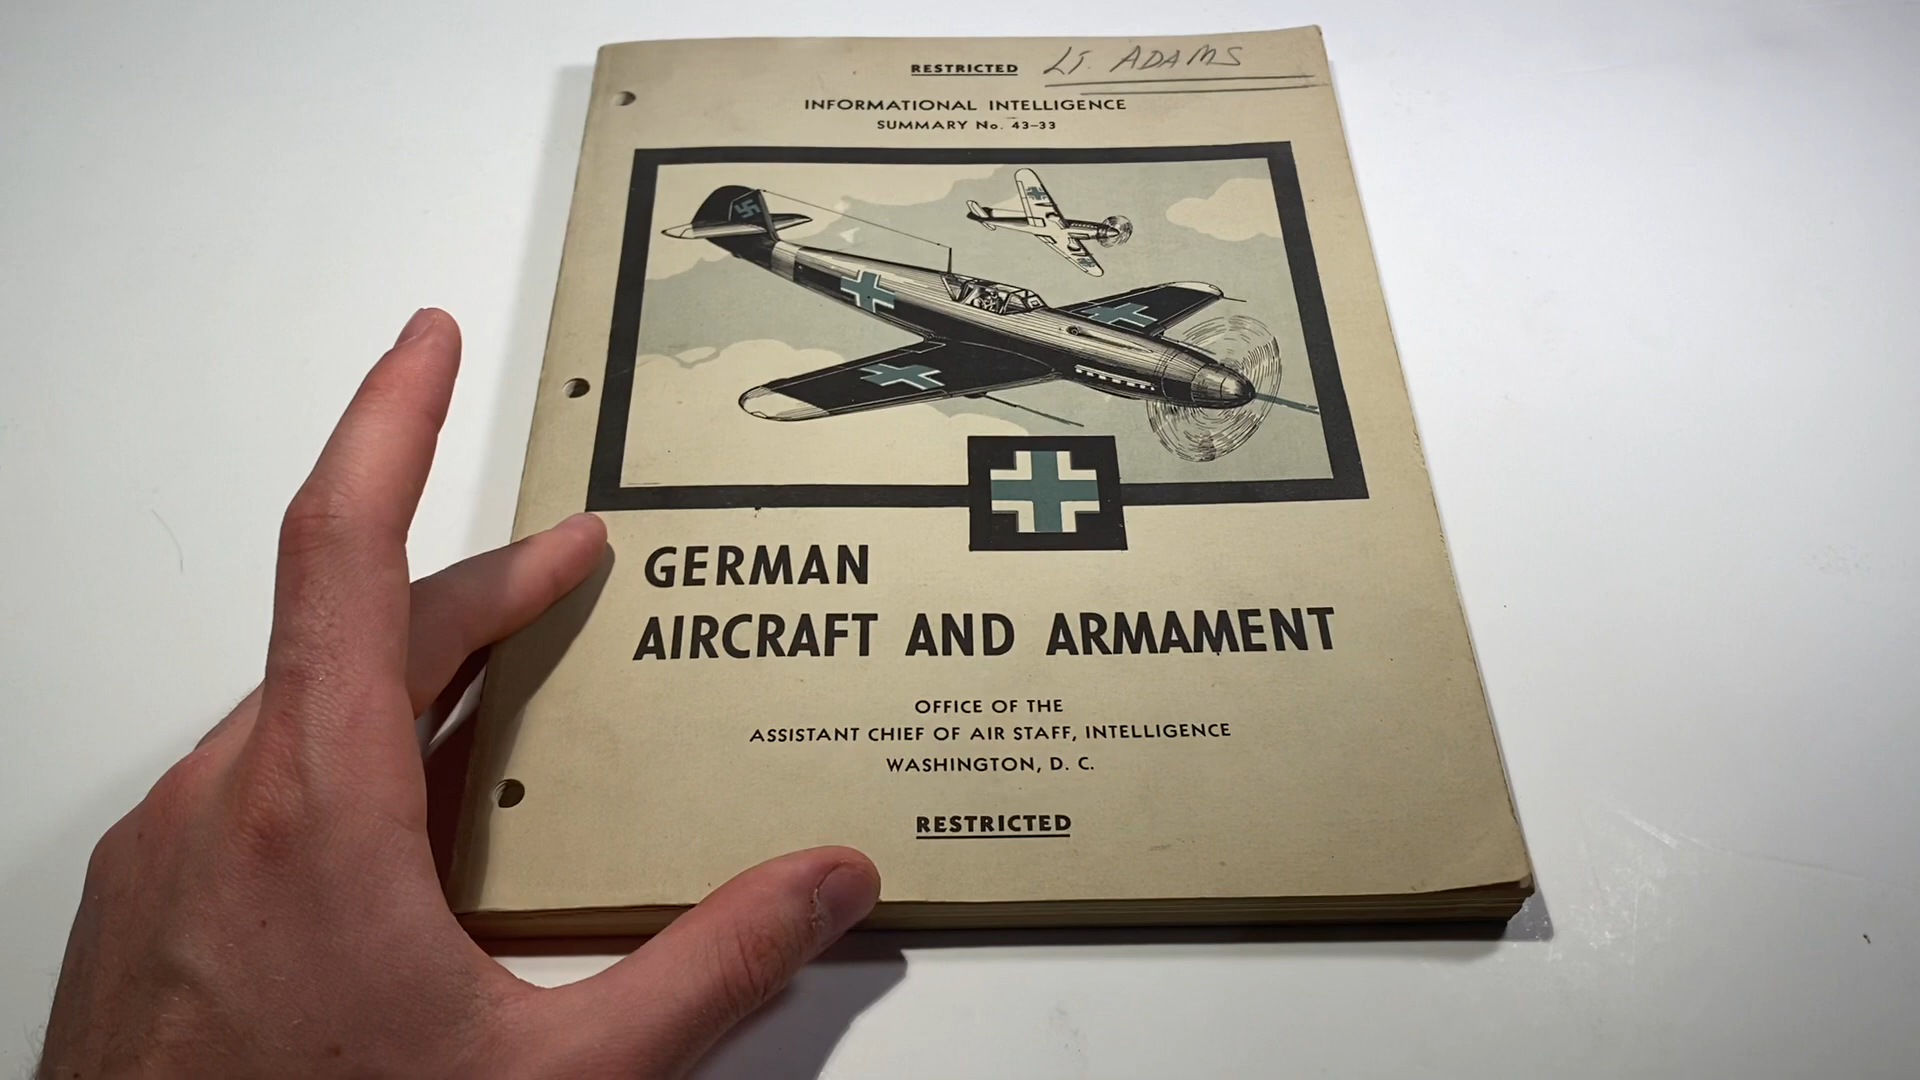 RESTRICTED LT. ADAMS
INFORMATIONAL INTELLIGENCE
SUMMARY No. 43-33
GERMAN
AIRCRAFT AND ARMAMENT
OFFICE OF THE
ASSISTANT CHIEF OF AIR STAFF, INTELLIGENCE
WASHINGTON, D. C.
RESTRICTED